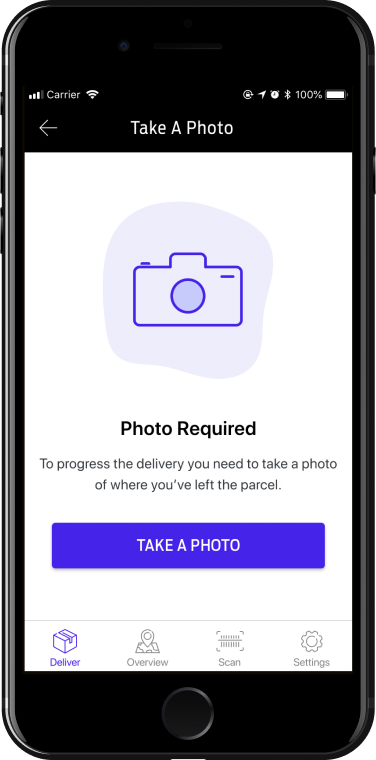 Carrier 100%
Take A Photo
Photo Required
To progress the delivery you need to take a photo
of where you've left the parcel.
TAKE A PHOTO
Deliver Overview Scan Settings